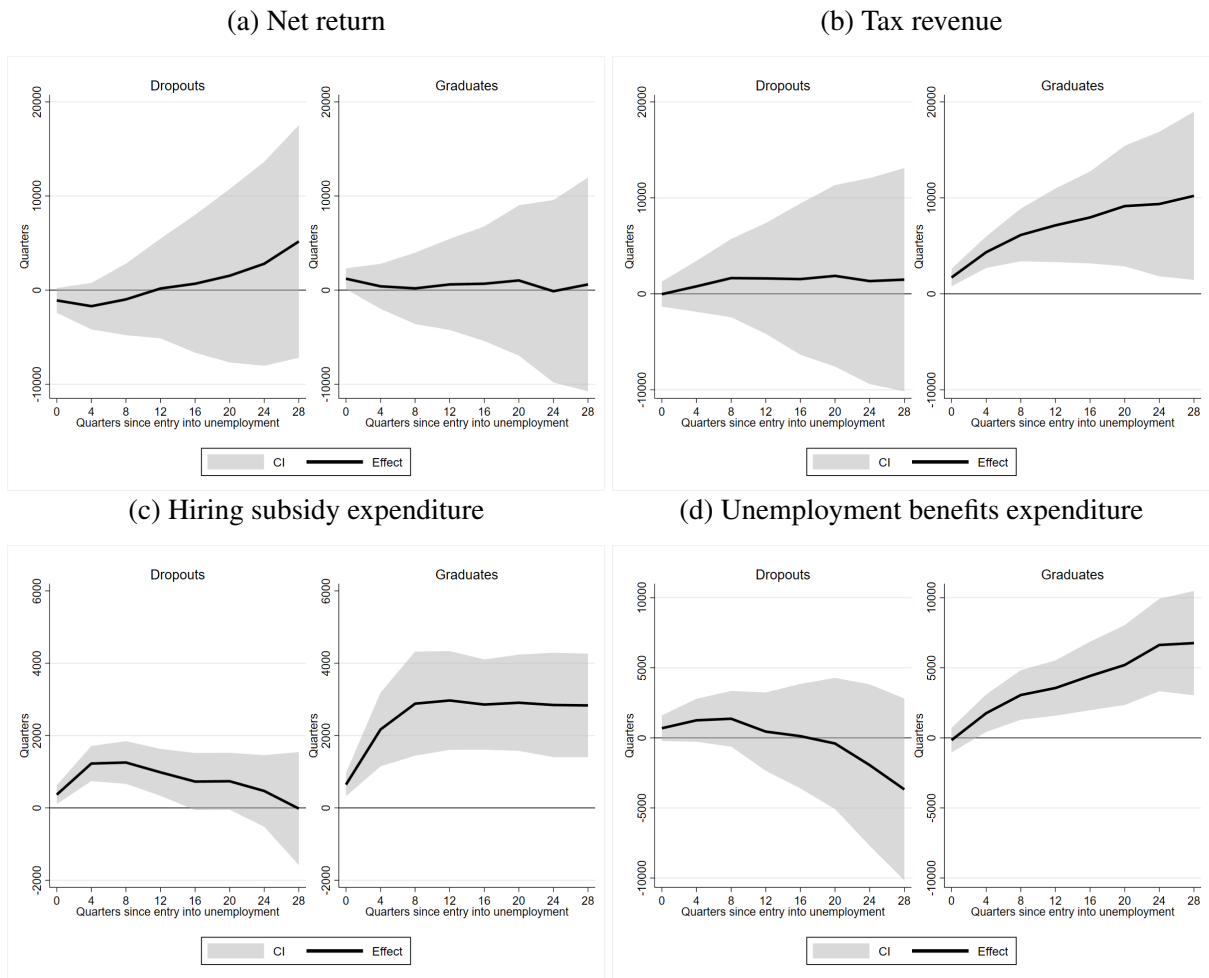 (a) Net return
(b) Tax revenue
Dropouts
Graduates
Quarters
-10000 0 10000 20000
0 4 8 12 16 20 24 28
Quarters
-10000 0 10000 20000
0 4 8 12 16 20 24 28
Quarters since entry into unemployment
Quarters since entry into unemployment
CI Effect
Dropouts
Graduates
Quarters
-10000 0 10000 20000
0 4 8 12 16 20 24 28
Quarters
-10000 0 10000 20000
0 4 8 12 16 20 24 28
Quarters since entry into unemployment
Quarters since entry into unemployment
CI Effect
(c) Hiring subsidy expenditure
(d) Unemployment benefits expenditure
Dropouts
Graduates
Quarters
-2000 0 2000 4000 6000
0 4 8 12 16 20 24 28
Quarters
-2000 0 2000 4000 6000
0 4 8 12 16 20 24 28
Quarters since entry into unemployment
Quarters since entry into unemployment
CI Effect
Dropouts
Graduates
Quarters
-10000 -5000 0 5000 10000
0 4 8 12 16 20 24 28
Quarters
-10000 -5000 0 5000 10000
0 4 8 12 16 20 24 28
Quarters since entry into unemployment
Quarters since entry into unemployment
CI Effect